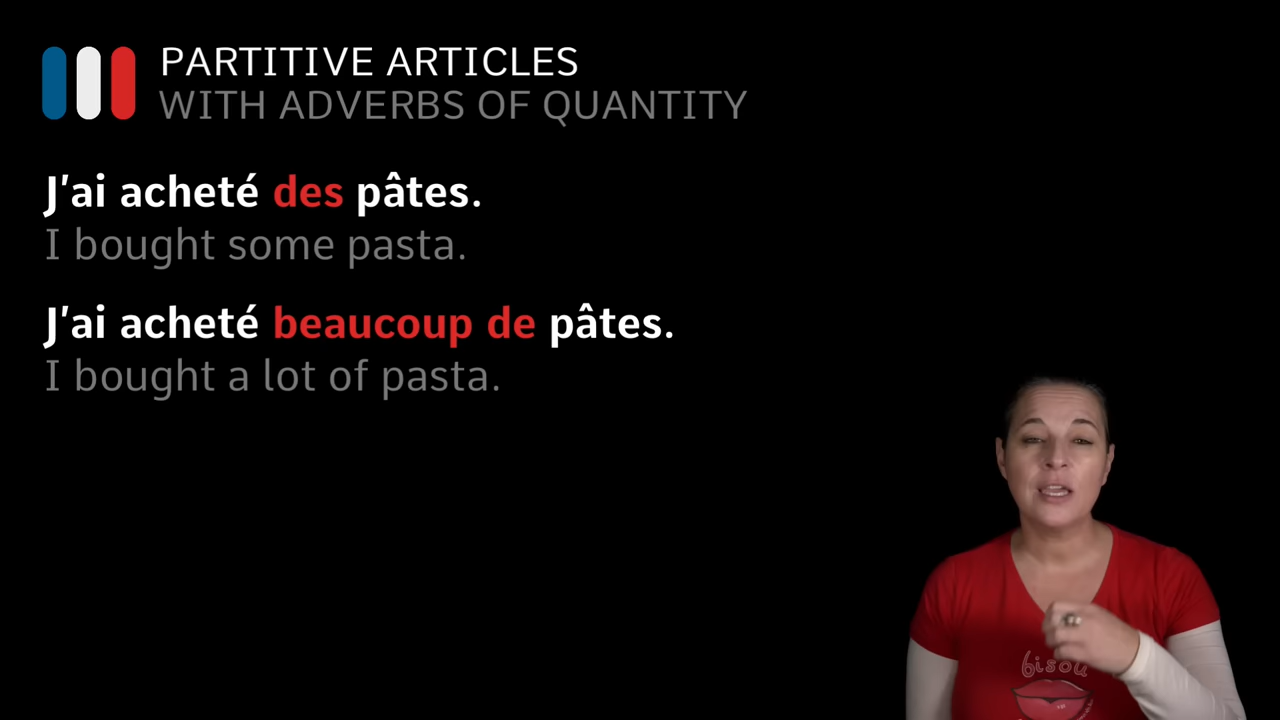 PARTITIVE ARTICLES
WITH ADVERBS OF QUANTITY
J'ai acheté des pâtes.
I bought some pasta.
J'ai acheté beaucoup de pâtes.
I bought a lot of pasta.
bisou